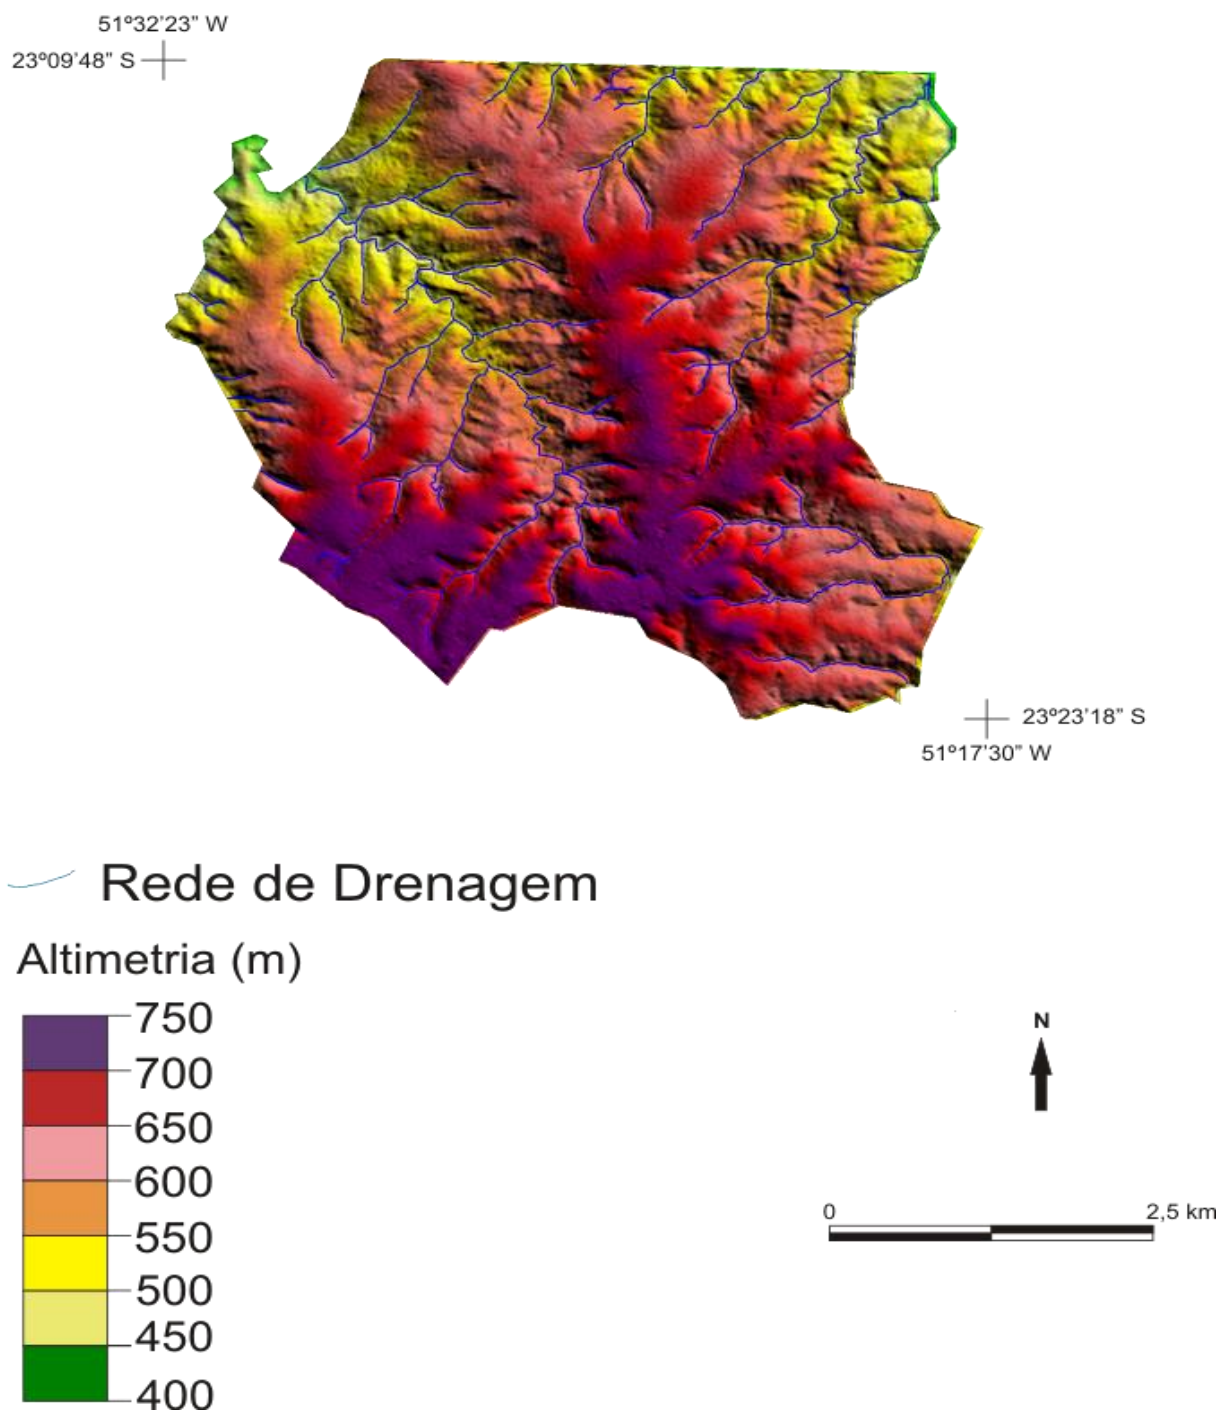 51º32'23” W
23º09'48” S
23º23'18” S
51º17'30” W
Rede de Drenagem
Altimetria (m)
750
700
650
600
550
500
450
400
N
0 2,5 km